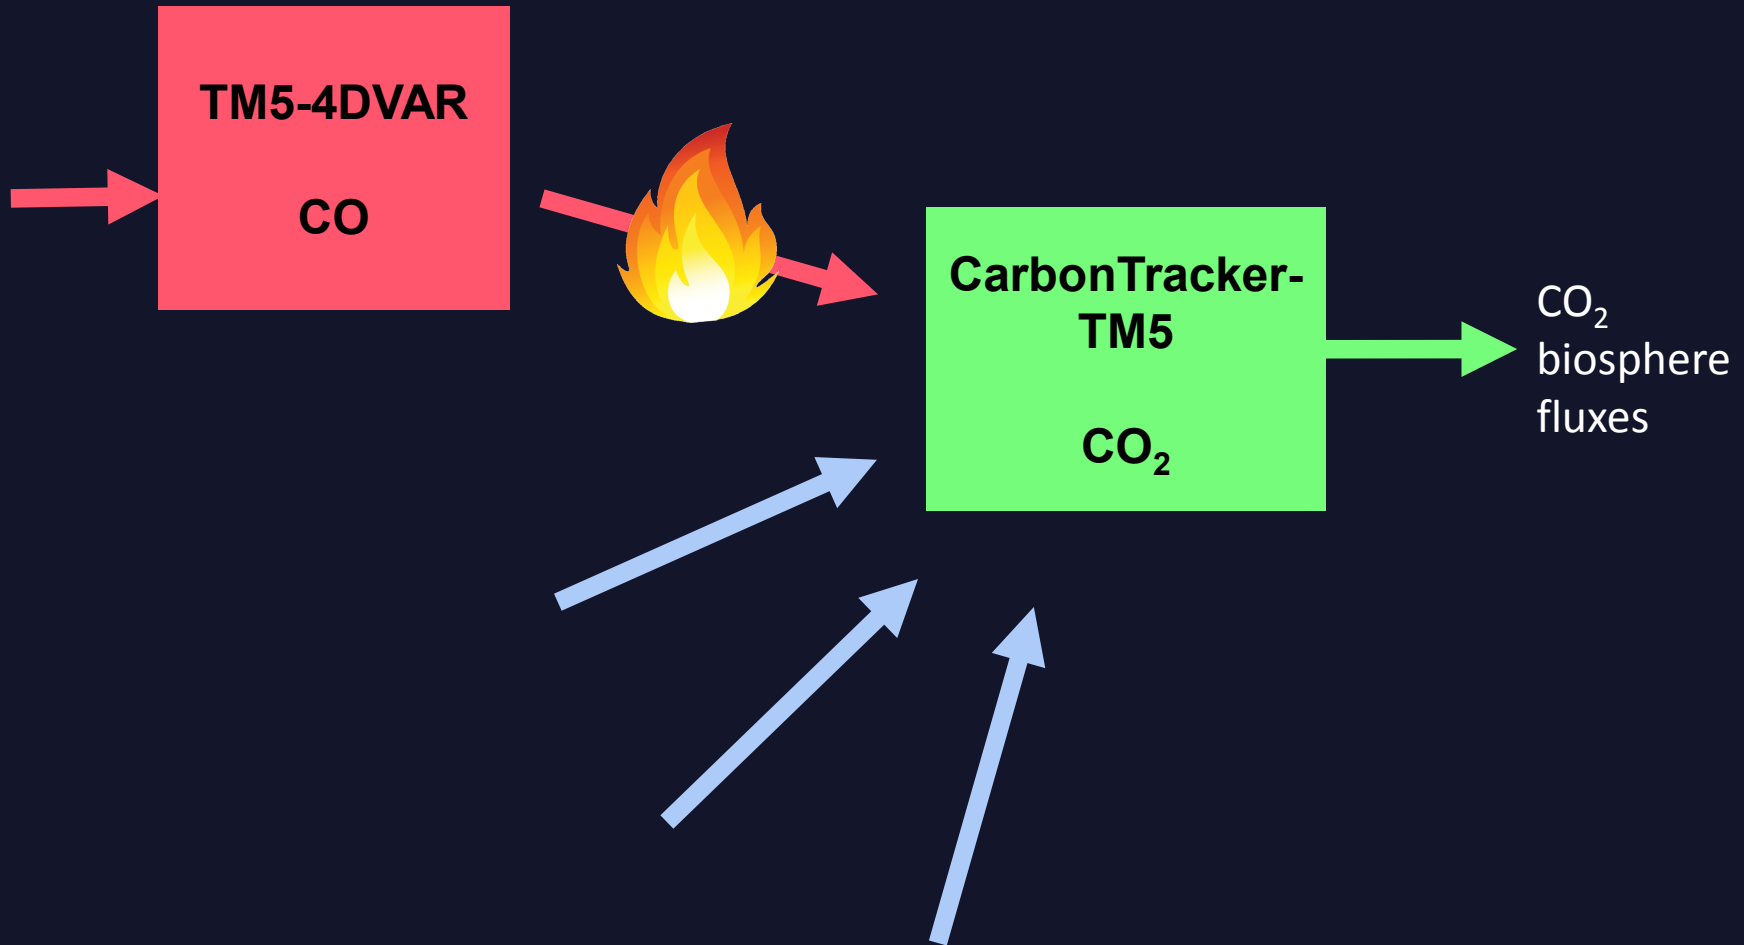 TM5-4DVAR
CO
CarbonTracker-
TM5
CO₂
CO₂
biosphere
fluxes